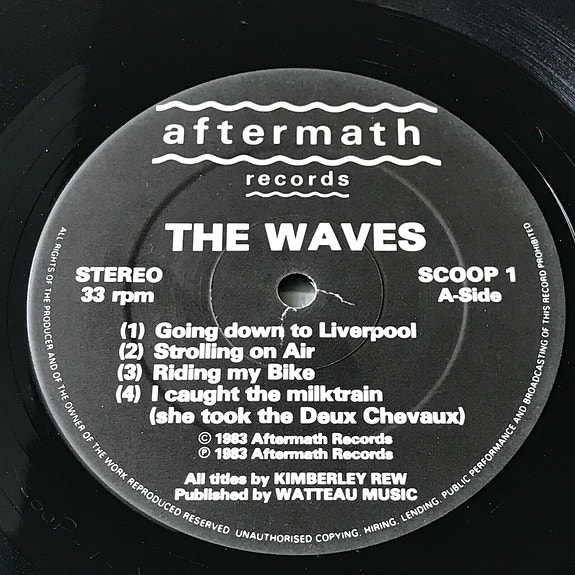 aftermath
records
THE WAVES
STEREO
33 rpm
SCOOP 1
A-Side
(1) Going down to Liverpool
(2) Strolling on Air
(3) Riding my Bike
(4) I caught the milktrain
(she took the Deux Chevaux)
© 1983 Aftermath Records
℗ 1983 Aftermath Records
All titles by KIMBERLEY REW
Published by WATTEAU MUSIC
ALL RIGHTS OF THE PRODUCER AND OF THE OWNER OF THE WORK REPRODUCED RESERVED. UNAUTHORISED COPYING. HIRING. LENDING. PUBLIC PERFORMANCE AND BROADCASTING OF THIS RECORD PROHIBITED